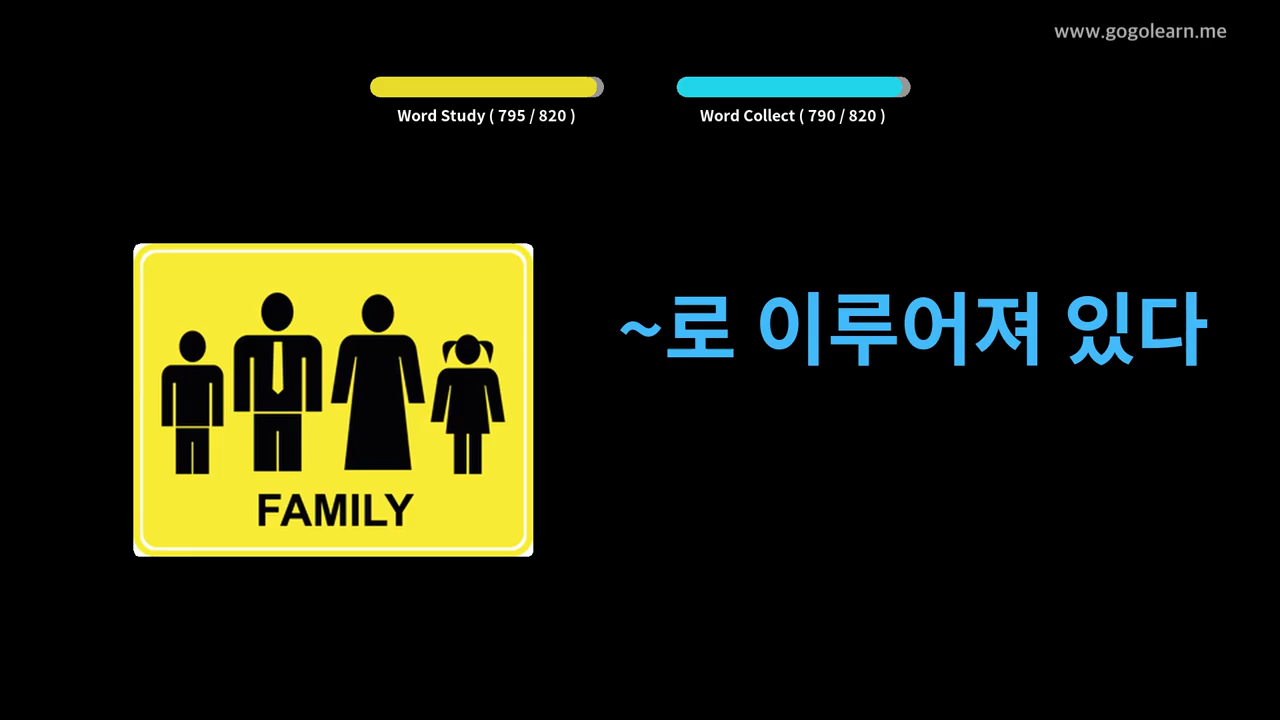 www.gogolearn.me
Word Study ( 795 / 820 )
Word Collect ( 790 / 820 )
~로 이루어져 있다
FAMILY